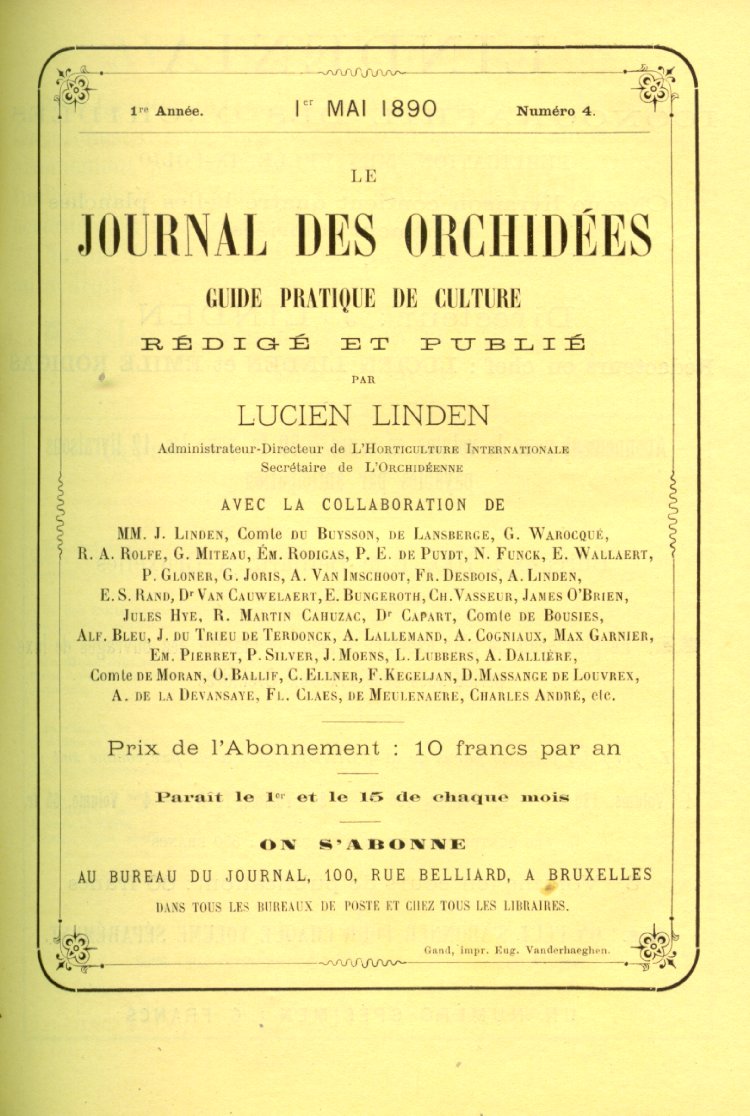 1re Année. 1er MAI 1890 Numéro 4.
LE
JOURNAL DES ORCHIDÉES
GUIDE PRATIQUE DE CULTURE
RÉDIGÉ ET PUBLIÉ
PAR
LUCIEN LINDEN
Administrateur-Directeur de L'HORTICULTURE INTERNATIONALE
Secrétaire de L'ORCHIDÉENNE
AVEC LA COLLABORATION DE
MM. J. LINDEN, COMTE DU BUYSSON, DE LANSBERGE, G. WAROCQUÉ,
R. A. ROLFE, G. MITEAU, ÉM. RODIGAS, P. E. DE PUYDT, N. FUNCK, E. WALLAERT,
P. GLONER, G. JORIS, A. VAN IMSCHOOT, FR. DESBOIS, A. LINDEN,
E. S. RAND, Dr VAN CAUWELAERT, E. BUNGEROTH, CH. VASSEUR, JAMES O'BRIEN,
JULES HYE, R. MARTIN CAHUZAC, Dr CAPART, COMTE DE BOUSIES,
ALF. BLEU, J. DU TRIEU DE TERDONCK, A. LALLEMAND, A. COGNIAUX, MAX GARNIER,
EM. PIERRET, P. SILVER, J. MOENS, L. LUBBERS, A. DALLIÈRE,
COMTE DE MORAN, O. BALLIF, C. ELLNER, F. KEGELJAN, D. MASSANGE DE LOUVREX,
A. DE LA DEVANSAYE, FL. CLAES, DE MEULENAERE, CHARLES ANDRÉ, etc.
Prix de l'Abonnement : 10 francs par an
Paraît le 1er et le 15 de chaque mois
ON S'ABONNE
AU BUREAU DU JOURNAL, 100, RUE BELLIARD, A BRUXELLES
DANS TOUS LES BUREAUX DE POSTE ET CHEZ TOUS LES LIBRAIRES.
Gand, impr. Eug. Vanderhaeghen.